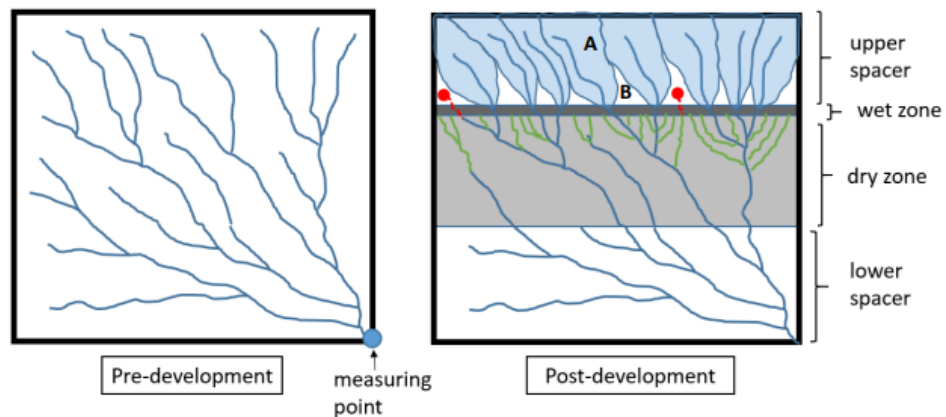 A
B
upper
spacer
wet zone
dry zone
lower
spacer
Pre-development
measuring
point
Post-development